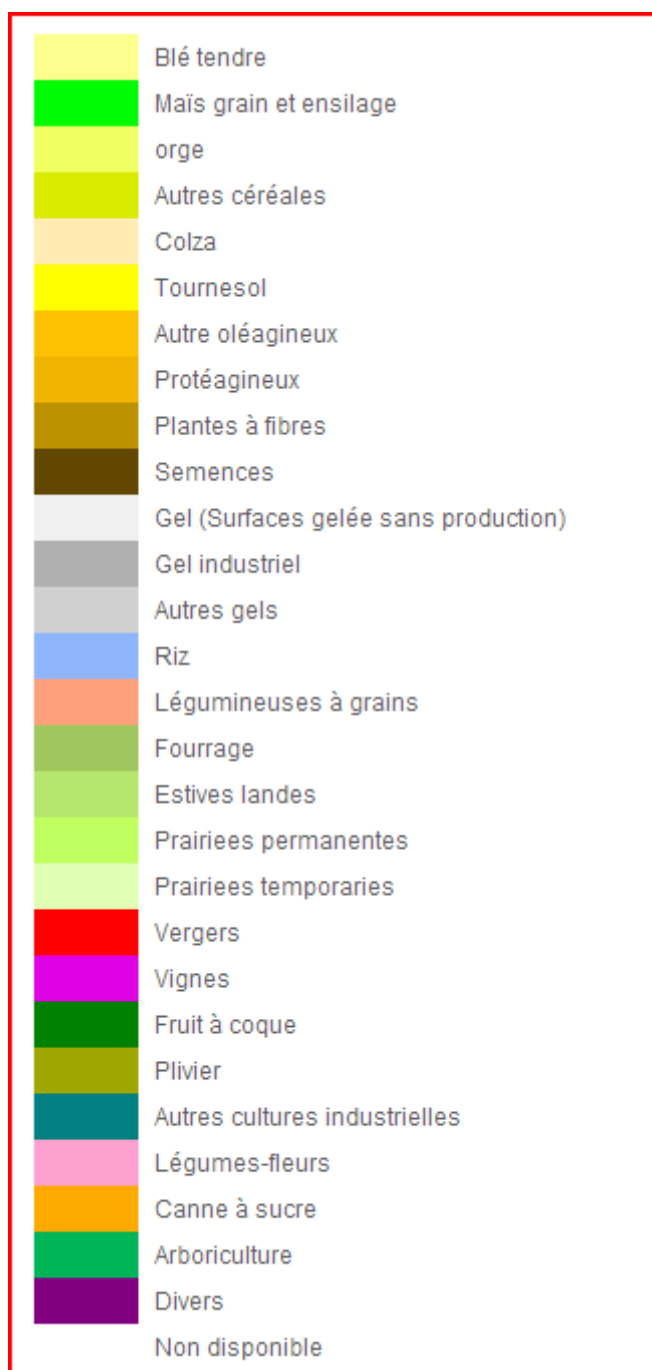 Blé tendre
Maïs grain et ensilage
orge
Autres céréales
Colza
Tournesol
Autre oléagineux
Protéagineux
Plantes à fibres
Semences
Gel (Surfaces gelée sans production)
Gel industriel
Autres gels
Riz
Légumineuses à grains
Fourrage
Estives landes
Prairiees permanentes
Prairiees temporaries
Vergers
Vignes
Fruit à coque
Plivier
Autres cultures industrielles
Légumes-fleurs
Canne à sucre
Arboriculture
Divers
Non disponible